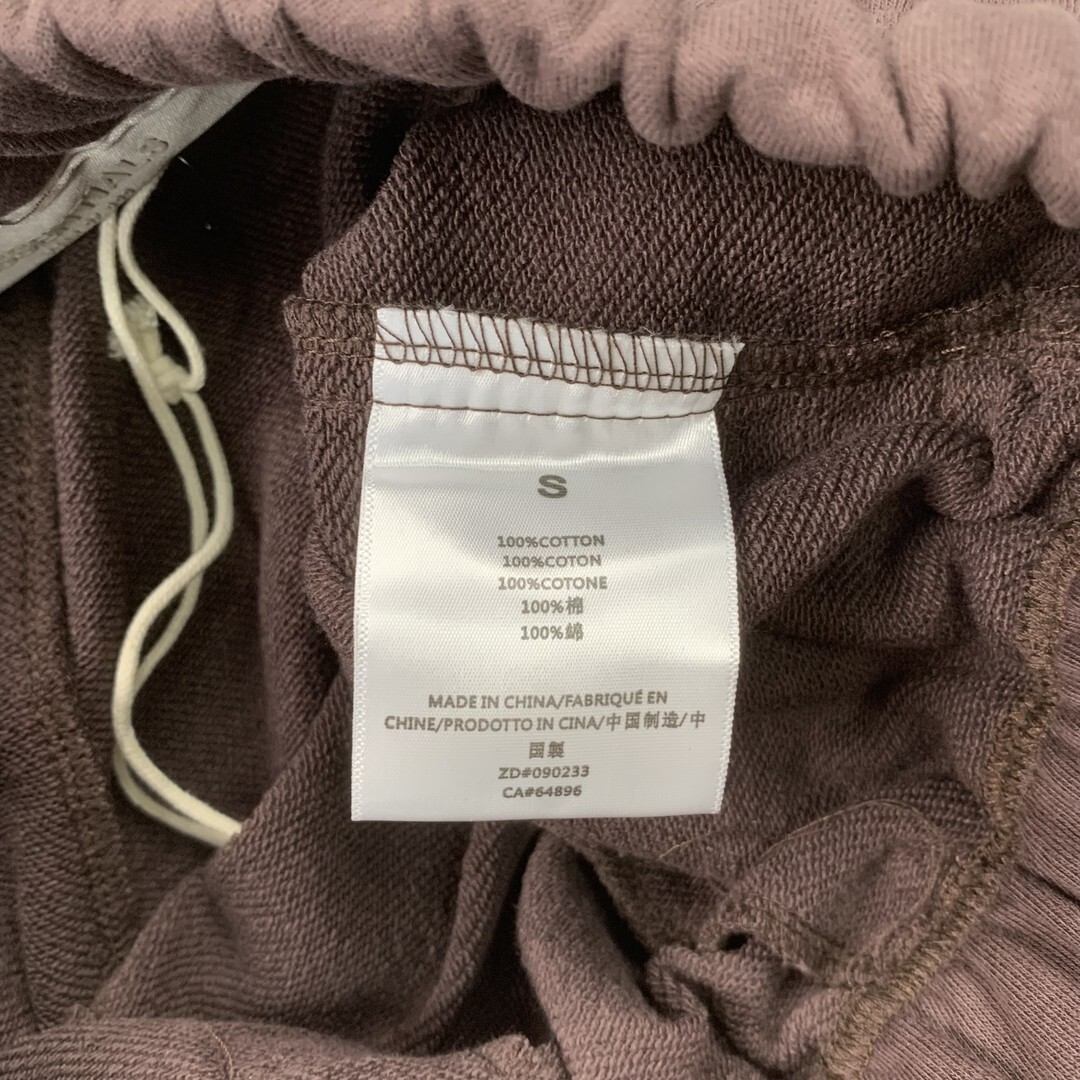 S
100%COTTON
100%COTON
100%COTONE
100%棉
100%綿
MADE IN CHINA/FABRIQUÉ EN
CHINE/PRODOTTO IN CINA/中国制造/中
国製
ZD#090233
CA#64896